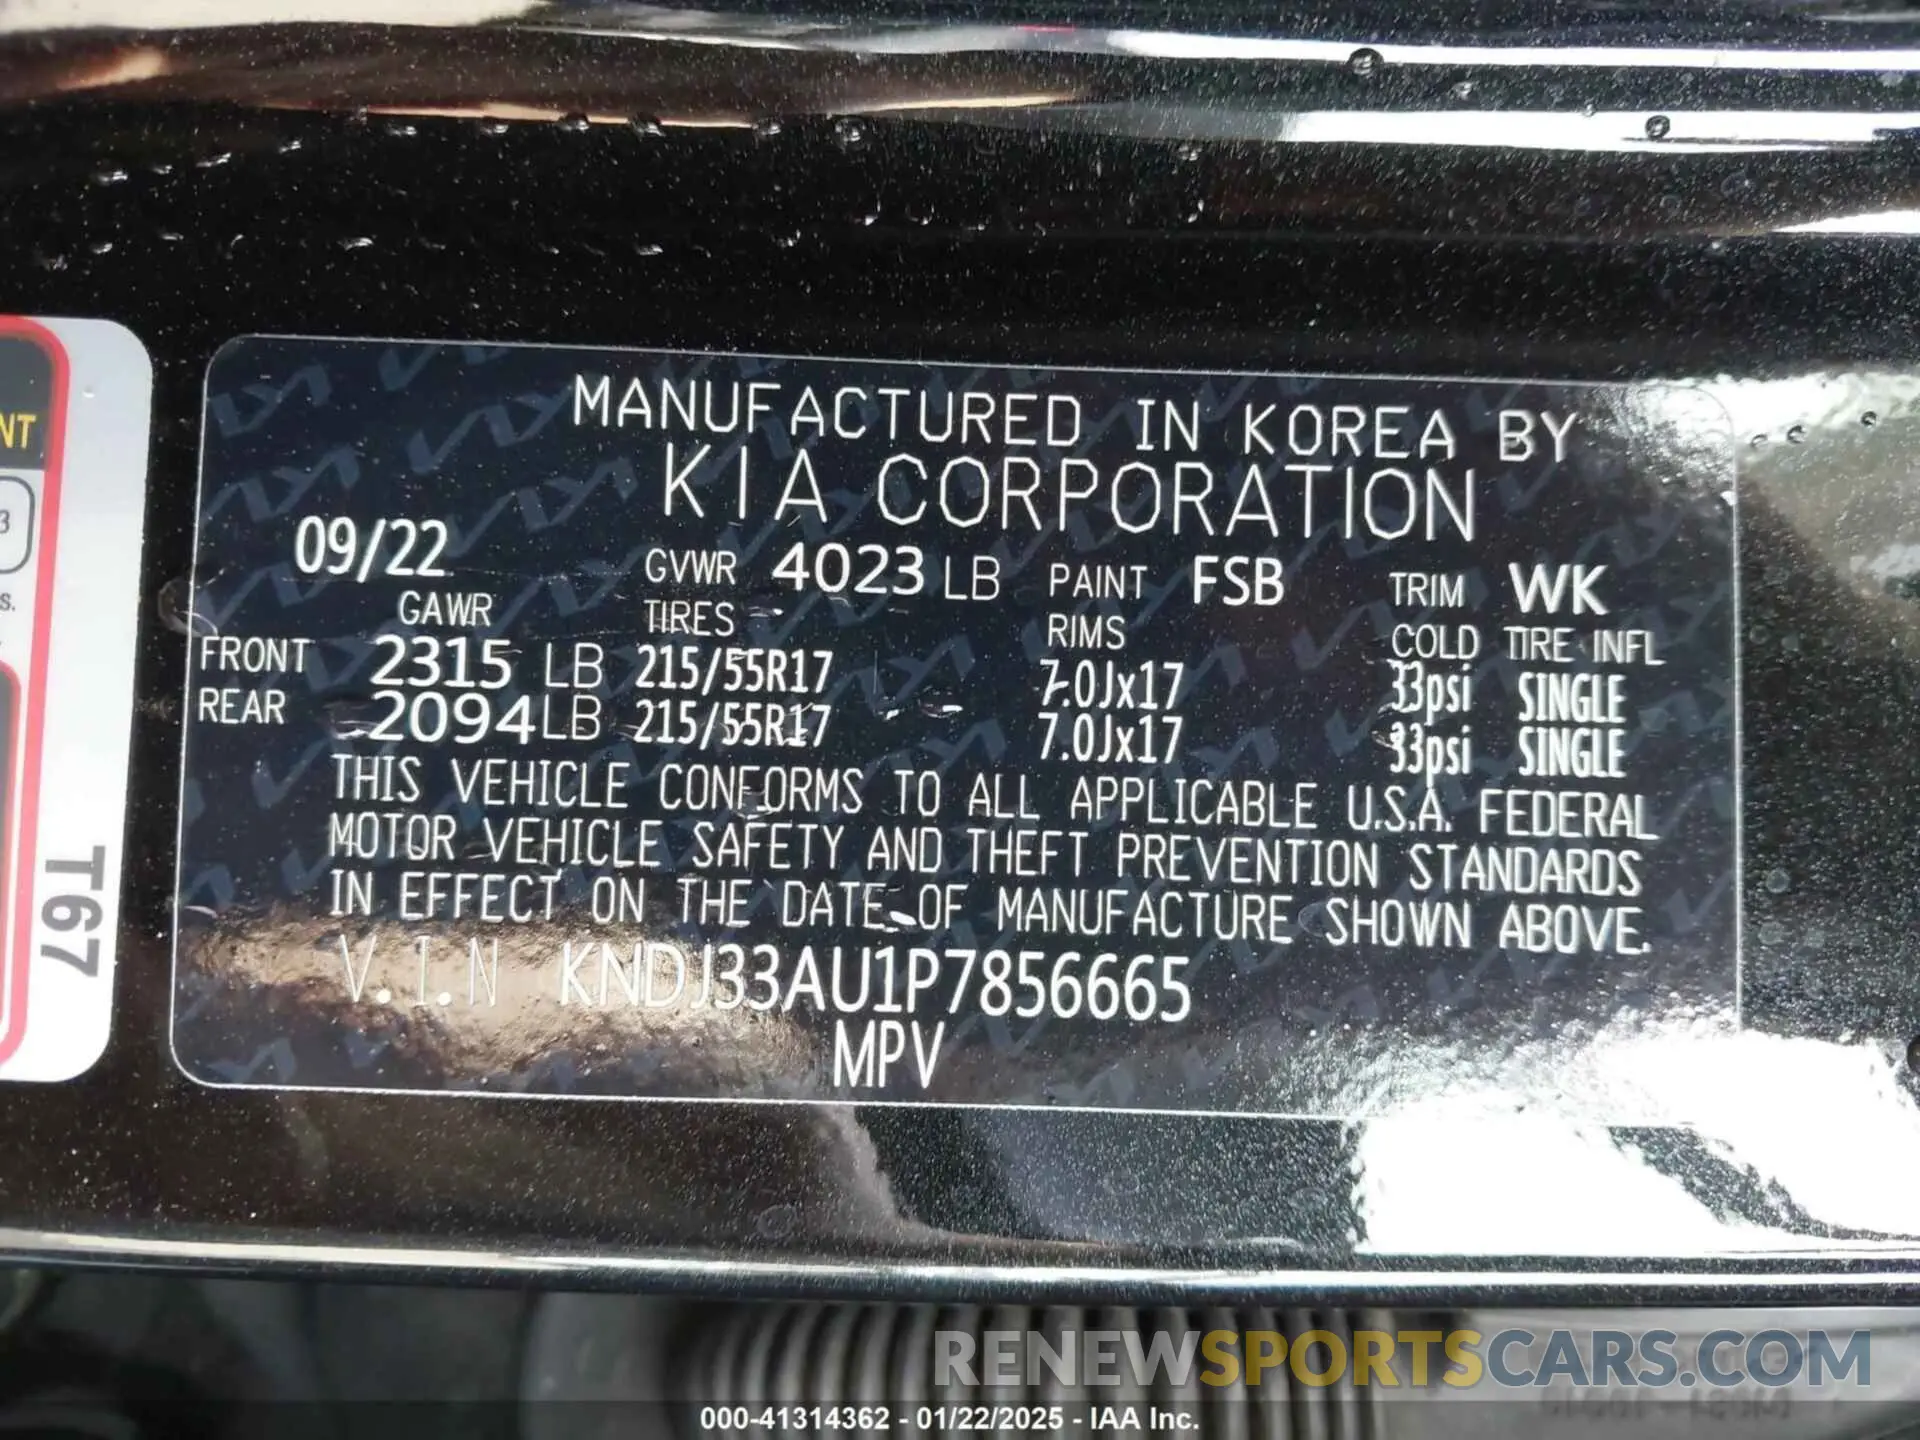 MANUFACTURED IN KOREA BY
KIA CORPORATION
09/22 GVWR 4023 LB PAINT FSB TRIM WK
GAWR TIRES RIMS COLD TIRE INFL
FRONT 2315 LB 215/55R17 7.0Jx17 33psi SINGLE
REAR 2094 LB 215/55R17 7.0Jx17 33psi SINGLE
THIS VEHICLE CONFORMS TO ALL APPLICABLE U.S.A. FEDERAL
MOTOR VEHICLE SAFETY AND THEFT PREVENTION STANDARDS
IN EFFECT ON THE DATE OF MANUFACTURE SHOWN ABOVE.
V.I.N KNDJ33AU1P7856665
MPV
NT
3
s.
T67
RENEWSPORTSCARS.COM
000-41314362 - 01/22/2025 - IAA Inc.